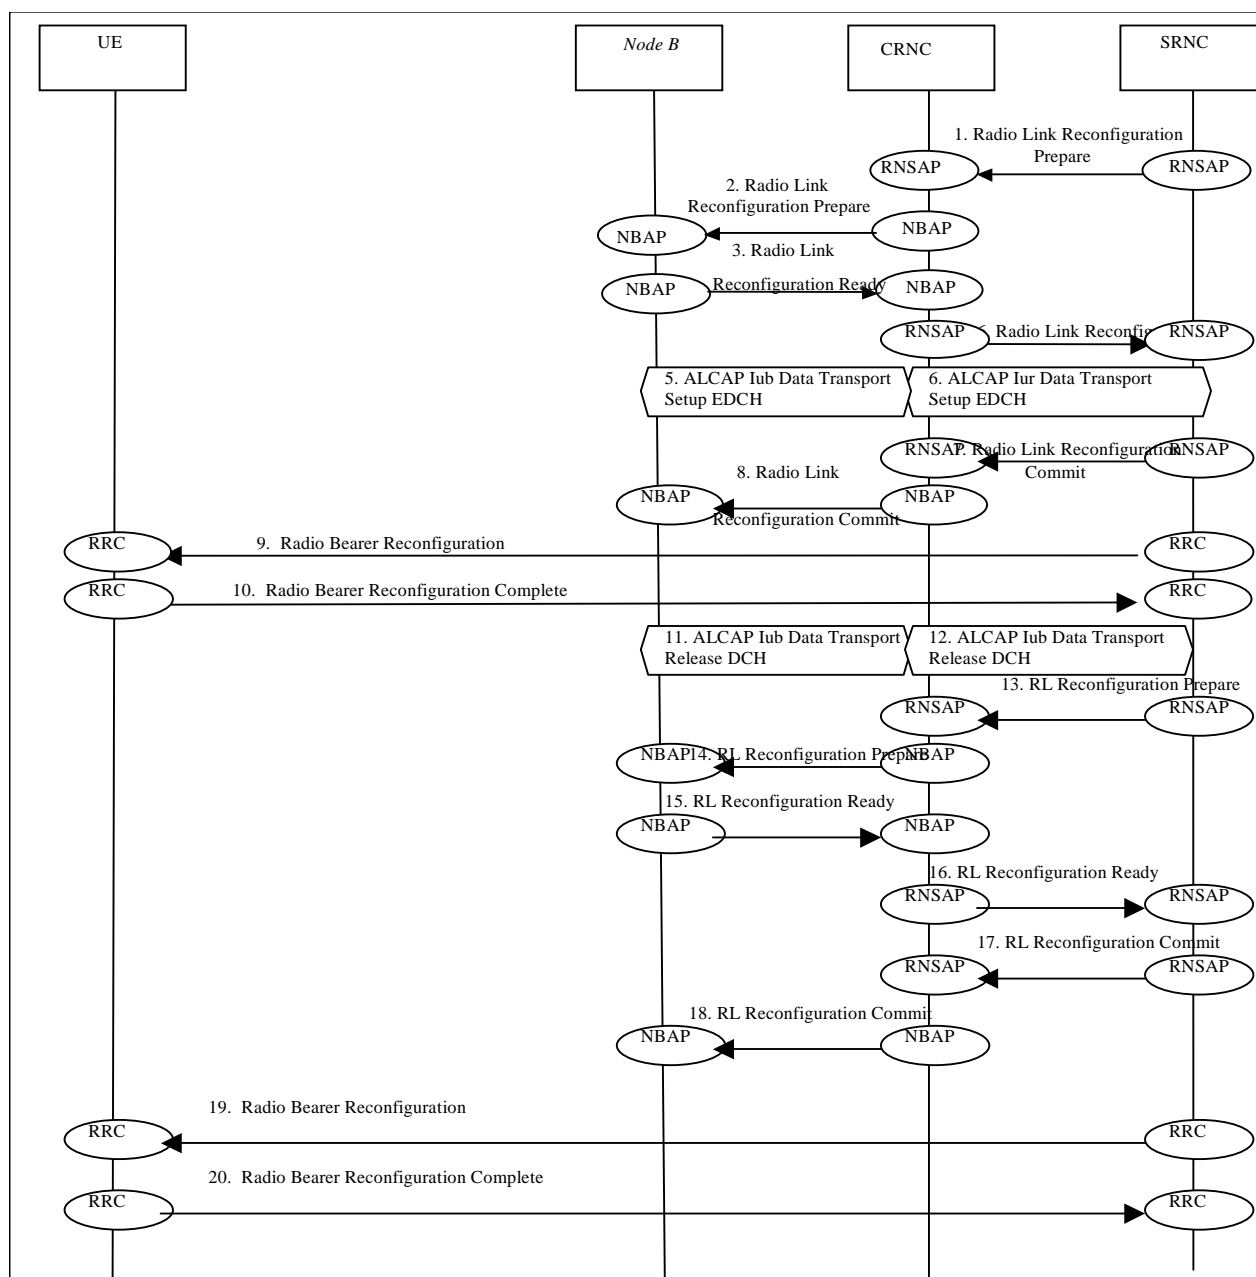 UE
Node B
CRNC
SRNC
1. Radio Link Reconfiguration
Prepare
RNSAP
RNSAP
2. Radio Link
Reconfiguration Prepare
NBAP
NBAP
3. Radio Link
Reconfiguration Ready
NBAP
NBAP
RNSAP
Radio Link
RNSAP
5. ALCAP Iub Data Transport
Setup EDCH
6. ALCAP Iur Data Transport
Setup EDCH
RNSAP
7. Radio Link Reconfiguration
Commit
RNSAP
8. Radio Link
Reconfiguration Commit
NBAP
NBAP
RRC
9. Radio Bearer Reconfiguration
RRC
RRC
10. Radio Bearer Reconfiguration Complete
RRC
11. ALCAP Iub Data Transport
Release DCH
12. ALCAP Iub Data Transport
Release DCH
13. RL Reconfiguration Prepare
RNSAP
RNSAP
NBAP
14. RL Reconfiguration Prepare
NBAP
15. RL Reconfiguration Ready
NBAP
NBAP
16. RL Reconfiguration Ready
RNSAP
RNSAP
17. RL Reconfiguration Commit
RNSAP
RNSAP
18. RL Reconfiguration Commit
NBAP
NBAP
19. Radio Bearer Reconfiguration
RRC
RRC
20. Radio Bearer Reconfiguration Complete
RRC
RRC